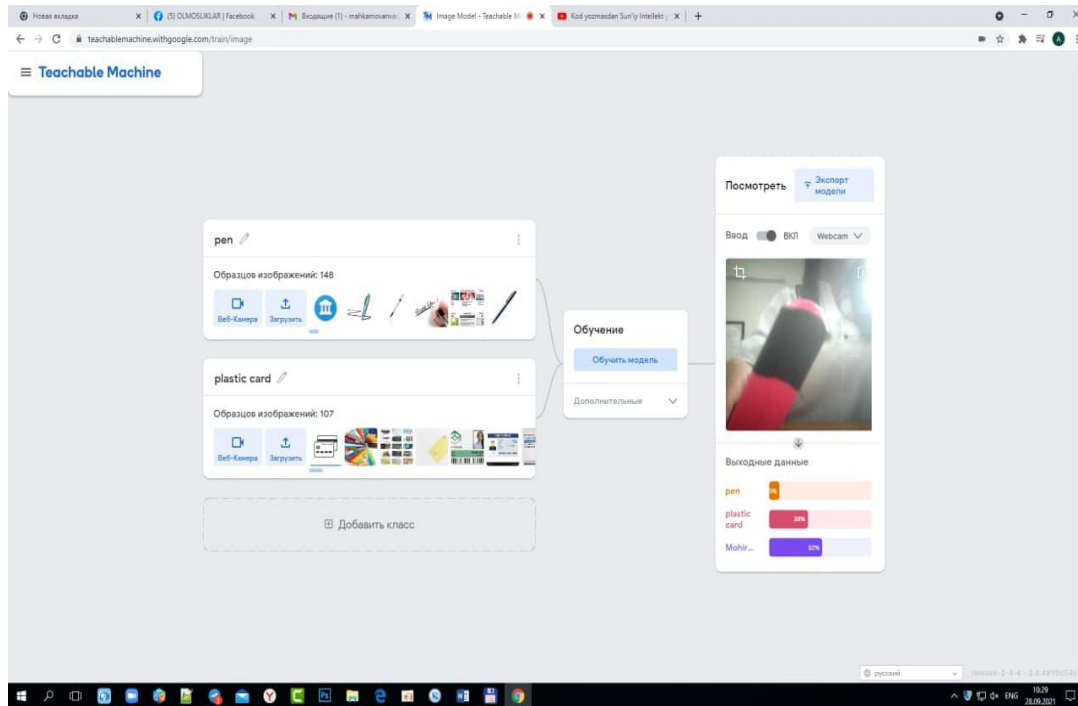 Новая вкладка
(5) OLMOSLIKLAR | Facebook
Входящие (1) - mahkamovanvar
Image Model - Teachable M
Kod yozmasdan Sun'iy Intellekt y
teachablemachine.withgoogle.com/train/image
A
Teachable Machine
pen
Образцов изображений: 148
Веб-Камера
Загрузить
plastic card
Образцов изображений: 107
Веб-Камера
Загрузить
Добавить класс
Обучение
Обучить модель
Дополнительные
Посмотреть
Экспорт
модели
Ввод
ВКЛ
Webcam
Выходные данные
pen
plastic
card
38%
Mohir...
52%
русский
ENG
10:29
28.09.2021